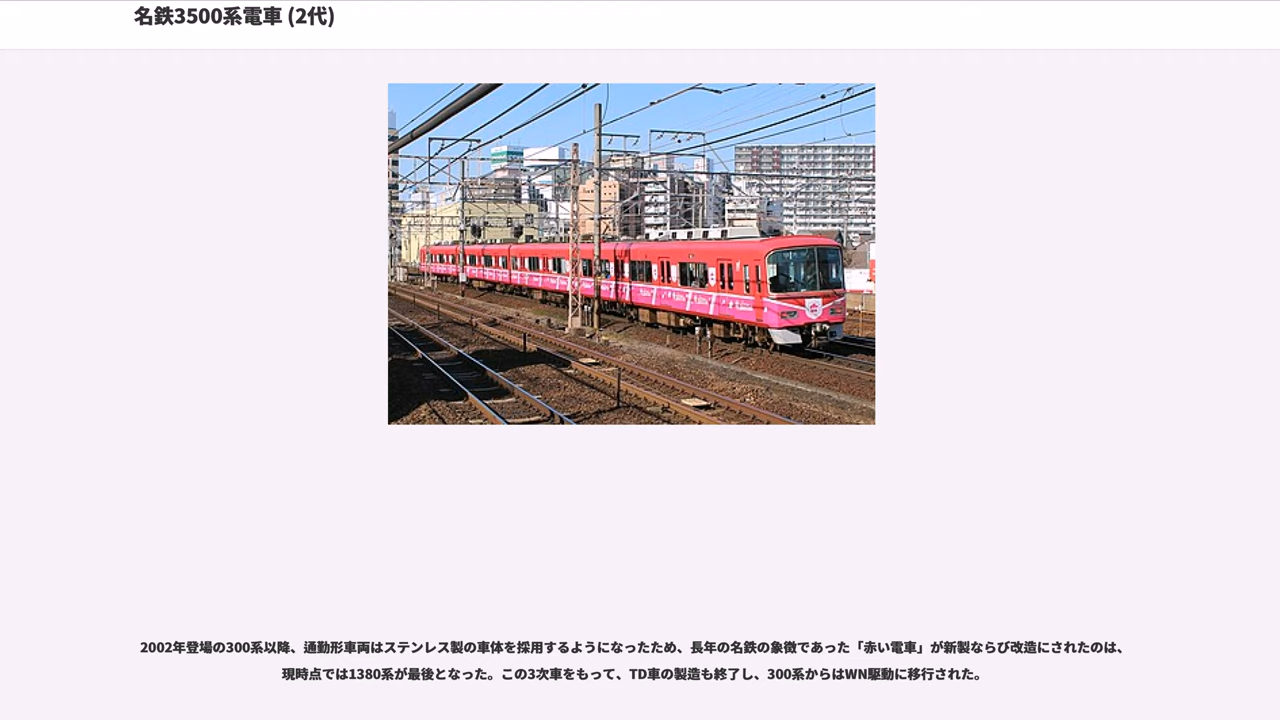 名鉄3500系電車 (2代)
2002年登場の300系以降、通勤形車両はステンレス製の車体を採用するようになったため、長年の名鉄の象徴であった「赤い電車」が新製ならび改造にされたのは、
現時点では1380系が最後となった。この3次車をもって、TD車の製造も終了し、300系からはWN駆動に移行された。